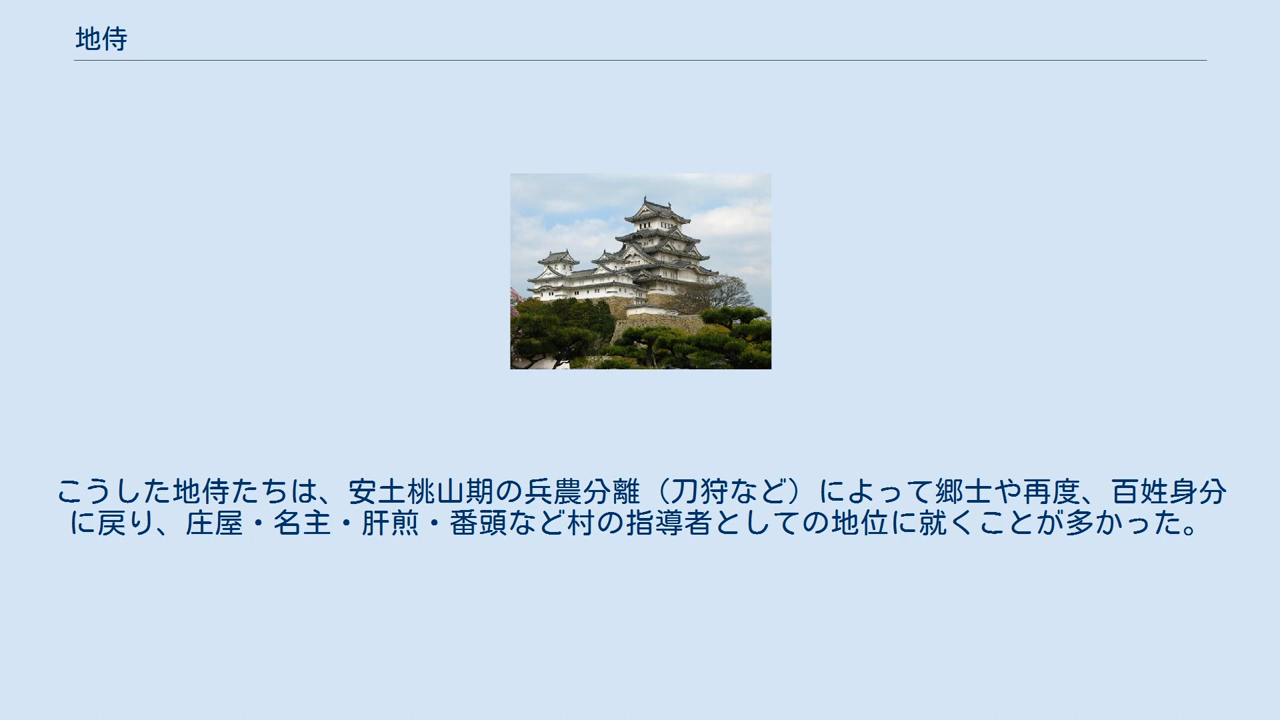 地侍
こうした地侍たちは、安土桃山期の兵農分離（刀狩など）によって郷士や再度、百姓身分
に戻り、庄屋・名主・肝煎・番頭など村の指導者としての地位に就くことが多かった。